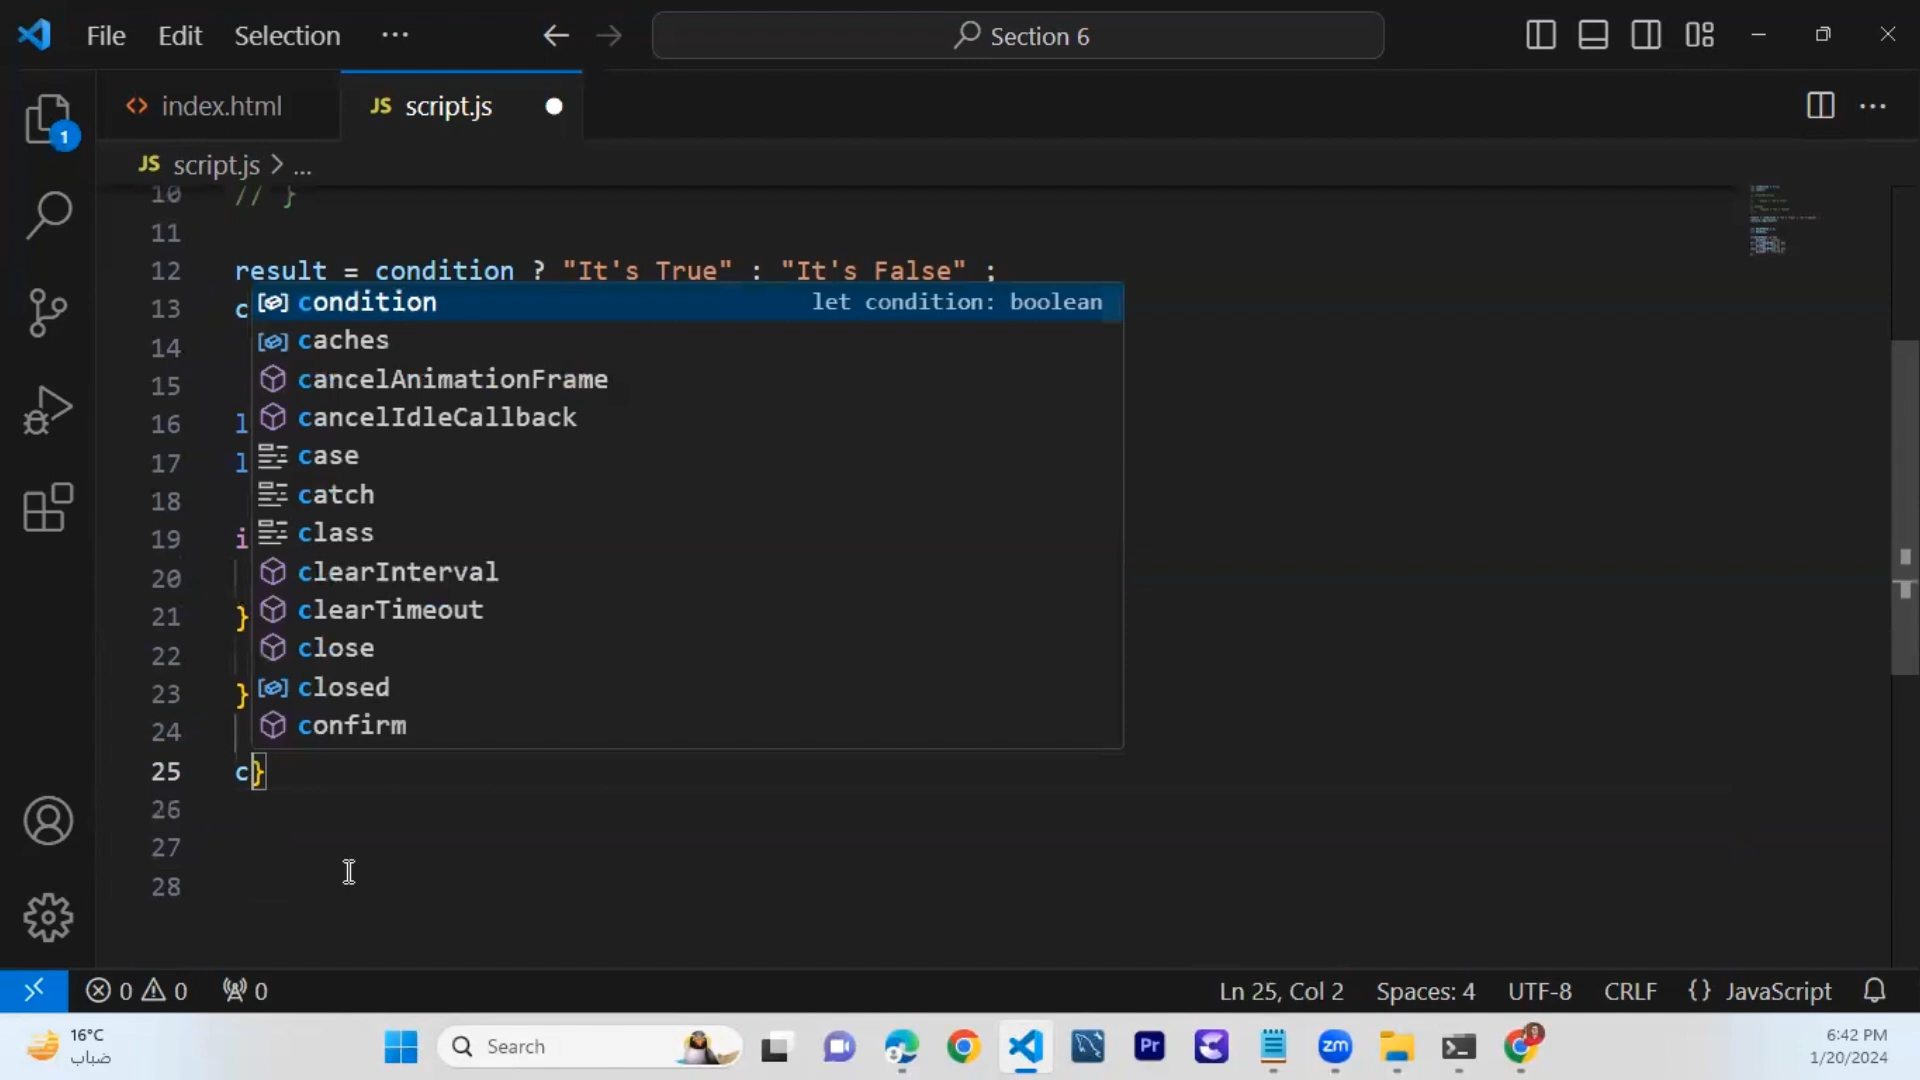 File Edit Selection ··· Section 6
index.html JS script.js
JS script.js > ...
10 // }
11
12 result = condition ? "It's True" : "It's False" ;
13 c
condition let condition: boolean
caches
14
15 cancelAnimationFrame
16 l cancelIdleCallback
17 l case
18 catch
19 i class
20 clearInterval
21 } clearTimeout
22 close
23 } closed
24 confirm
25 c}
26
27
28
1
0 0 0 Ln 25, Col 2 Spaces: 4 UTF-8 CRLF {} JavaScript
16°C
ضباب
Search
Pr
zm
6:42 PM
1/20/2024